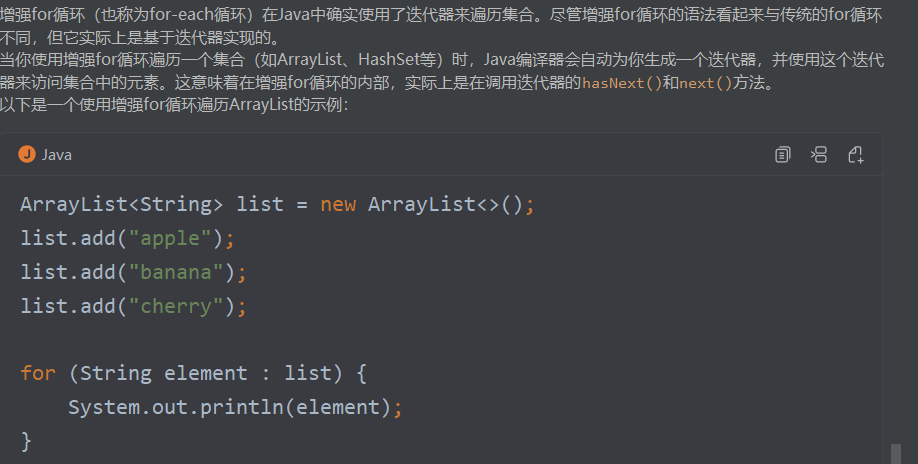 增强for循环（也称为for-each循环）在Java中确实使用了迭代器来遍历集合。尽管增强for循环的语法看起来与传统的for循环
不同，但它实际上是基于迭代器实现的。
当你使用增强for循环遍历一个集合（如ArrayList、HashSet等）时，Java编译器会自动为你生成一个迭代器，并使用这个迭代
器来访问集合中的元素。这意味着在增强for循环的内部，实际上是在调用迭代器的hasNext()和next()方法。
以下是一个使用增强for循环遍历ArrayList的示例：
Java
ArrayList<String> list = new ArrayList<>();
list.add("apple");
list.add("banana");
list.add("cherry");
for (String element : list) {
    System.out.println(element);
}